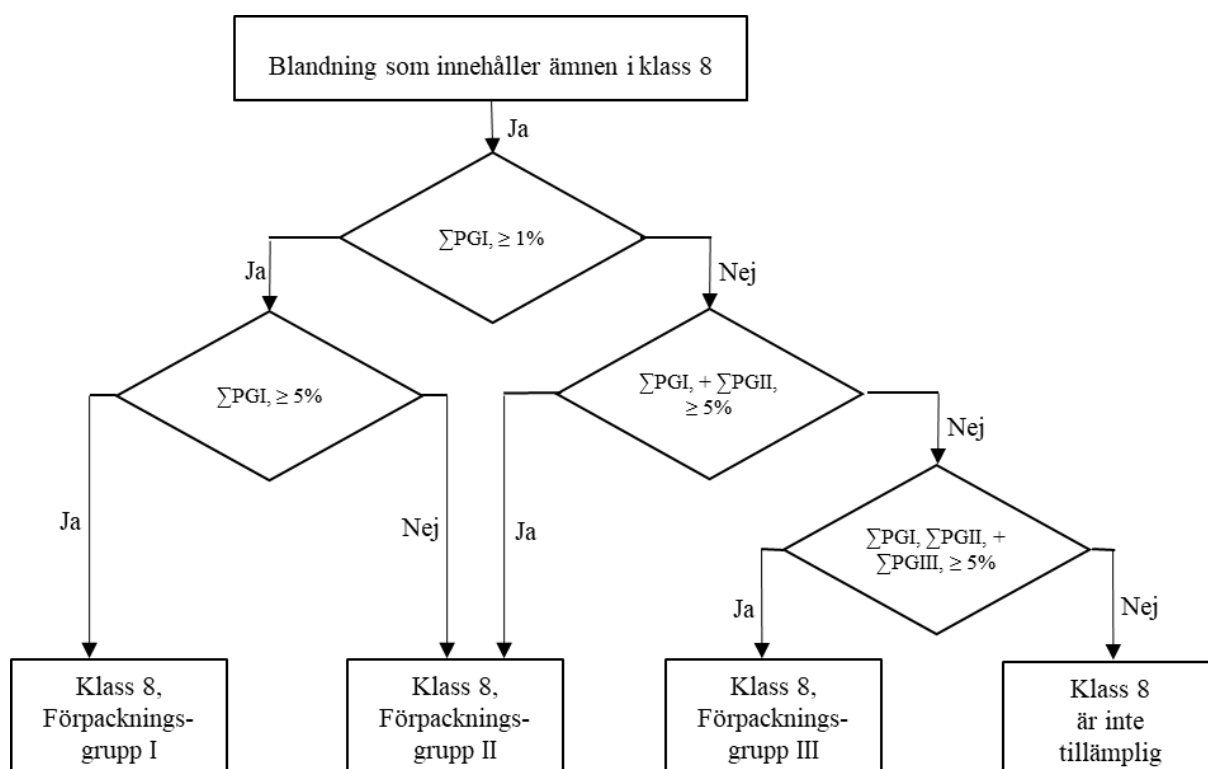 Blandning som innehåller ämnen i klass 8
Ja
∑PGI, ≥ 1%
Ja
Nej
∑PGI, ≥ 5%
∑PGI, + ∑PGII,
≥ 5%
Ja
Nej
Ja
Nej
∑PGI, ∑PGII, +
∑PGIII, ≥ 5%
Ja
Nej
Klass 8,
Förpacknings-
grupp I
Klass 8,
Förpacknings-
grupp II
Klass 8,
Förpacknings-
grupp III
Klass 8
är inte
tillämplig